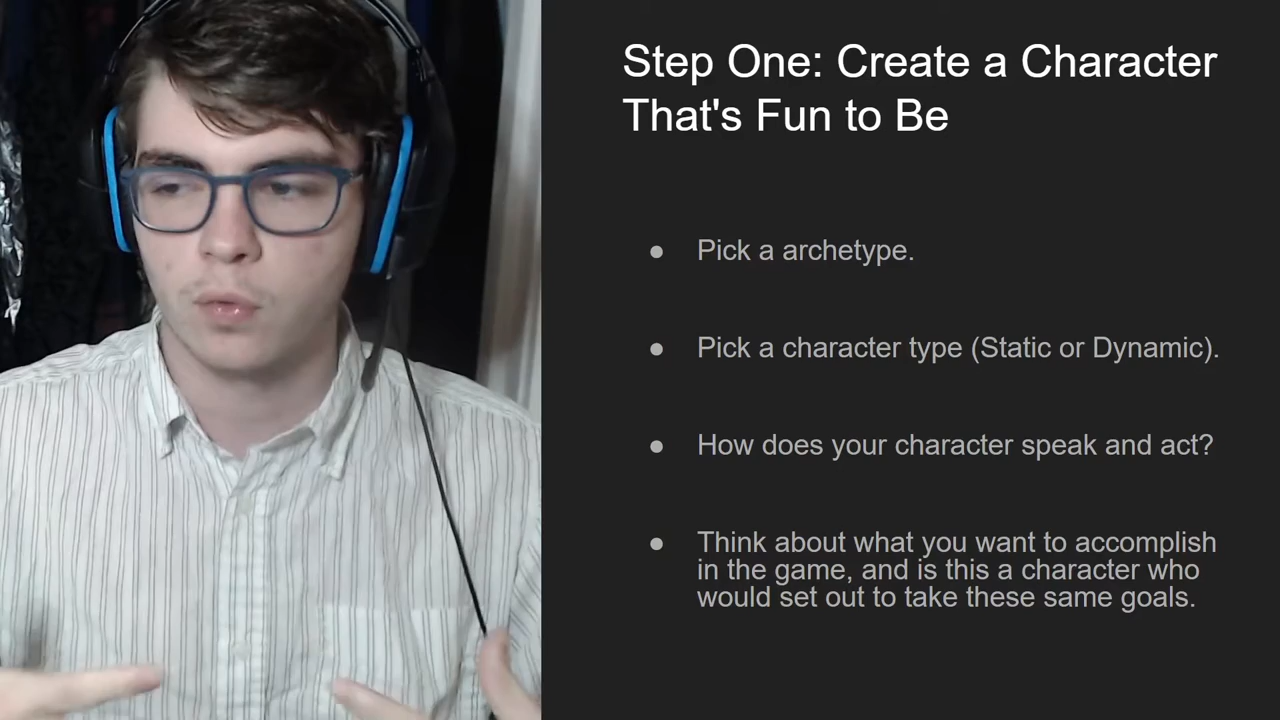 Step One: Create a Character
That's Fun to Be
● Pick a archetype.
● Pick a character type (Static or Dynamic).
● How does your character speak and act?
● Think about what you want to accomplish
in the game, and is this a character who
would set out to take these same goals.